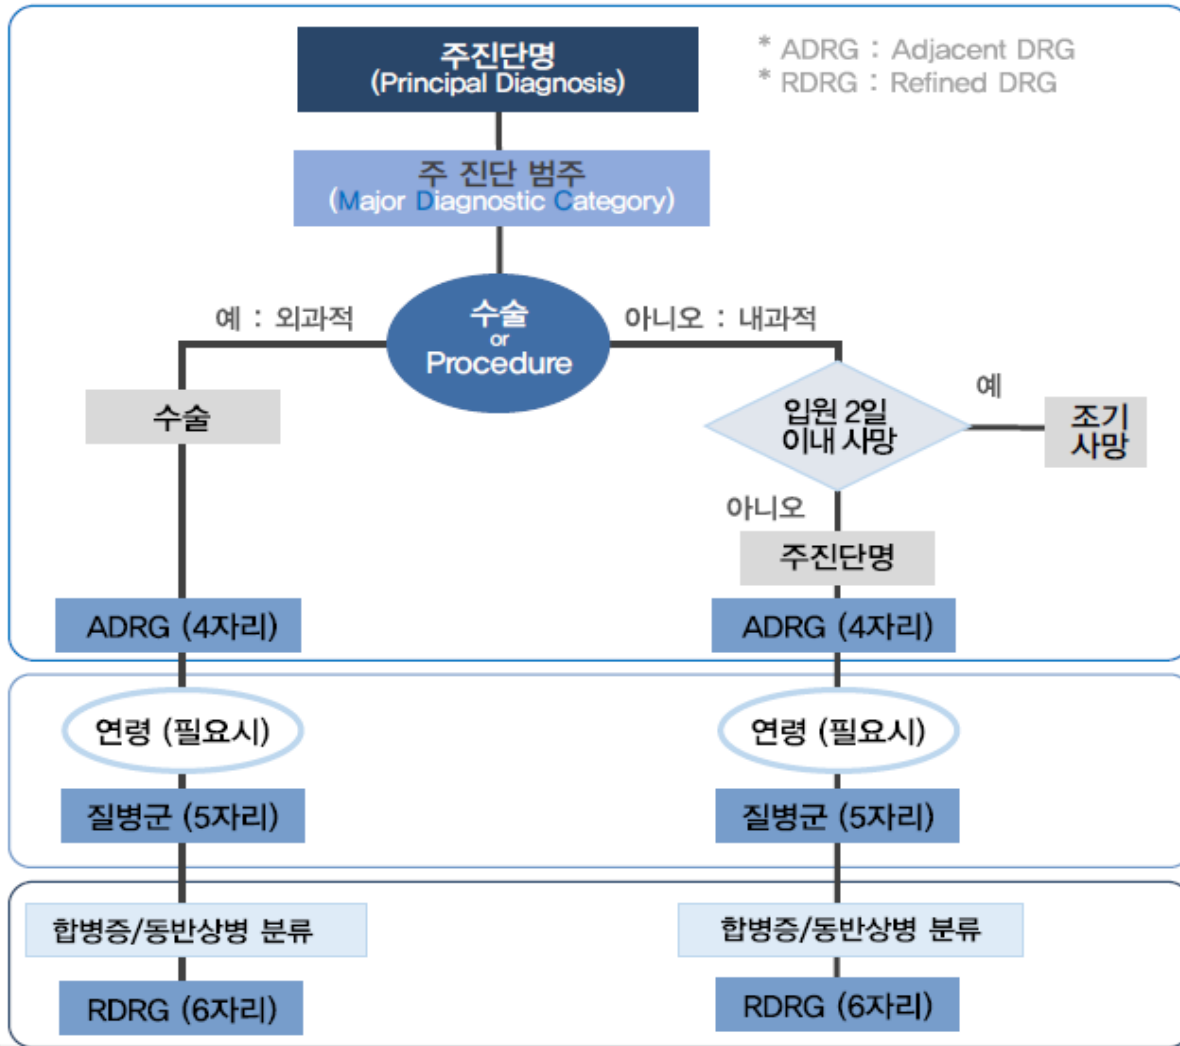 주진단명
(Principal Diagnosis)
* ADRG : Adjacent DRG
* RDRG : Refined DRG
주 진단 범주
(Major Diagnostic Category)
예 : 외과적
수술
or
Procedure
아니오 : 내과적
수술
입원 2일
이내 사망
예
조기
사망
아니오
주진단명
ADRG (4자리)
ADRG (4자리)
연령 (필요시)
연령 (필요시)
질병군 (5자리)
질병군 (5자리)
합병증/동반상병 분류
합병증/동반상병 분류
RDRG (6자리)
RDRG (6자리)